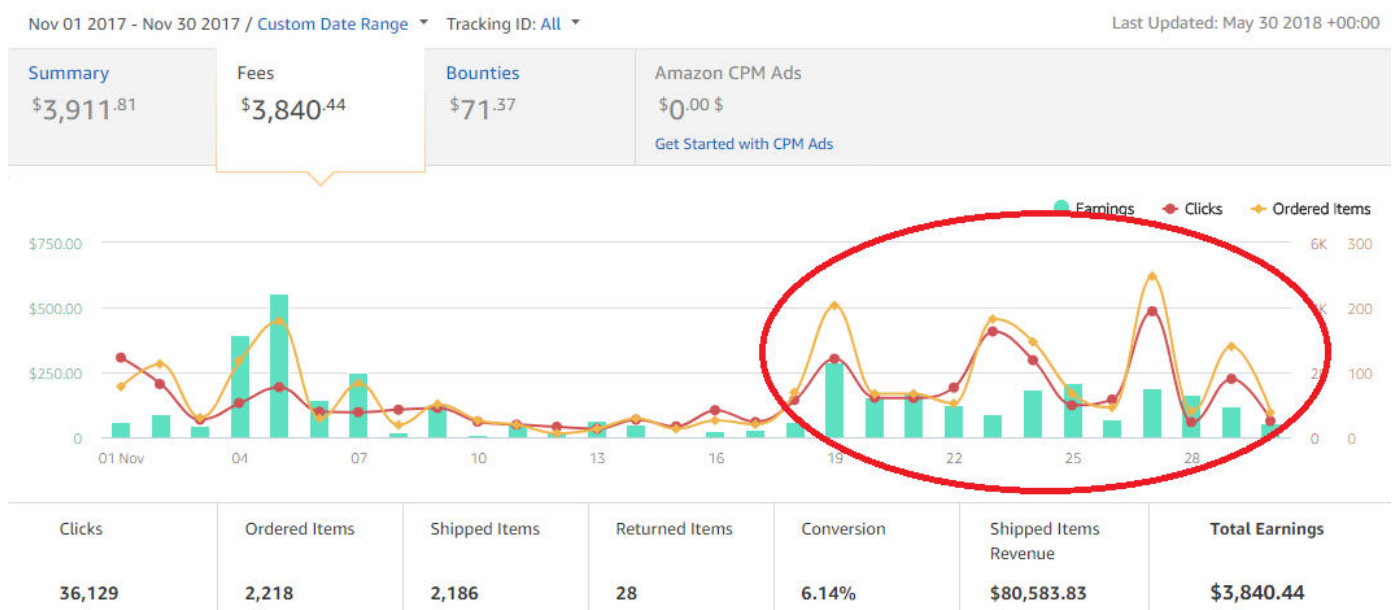 Nov 01 2017 - Nov 30 2017 / Custom Date Range Tracking ID: All Last Updated: May 30 2018 +00:00
Summary Fees Bounties Amazon CPM Ads
$3,911.81 $3,840.44 $71.37 $0.00 $
Get Started with CPM Ads
Earnings Clicks Ordered Items
$750.00 6K 300
$500.00 K 200
$250.00 2 100
0 0 0
01 Nov 04 07 10 13 16 19 22 25 28
Clicks Ordered Items Shipped Items Returned Items Conversion Shipped Items Total Earnings
Revenue
36,129 2,218 2,186 28 6.14% $80,583.83 $3,840.44